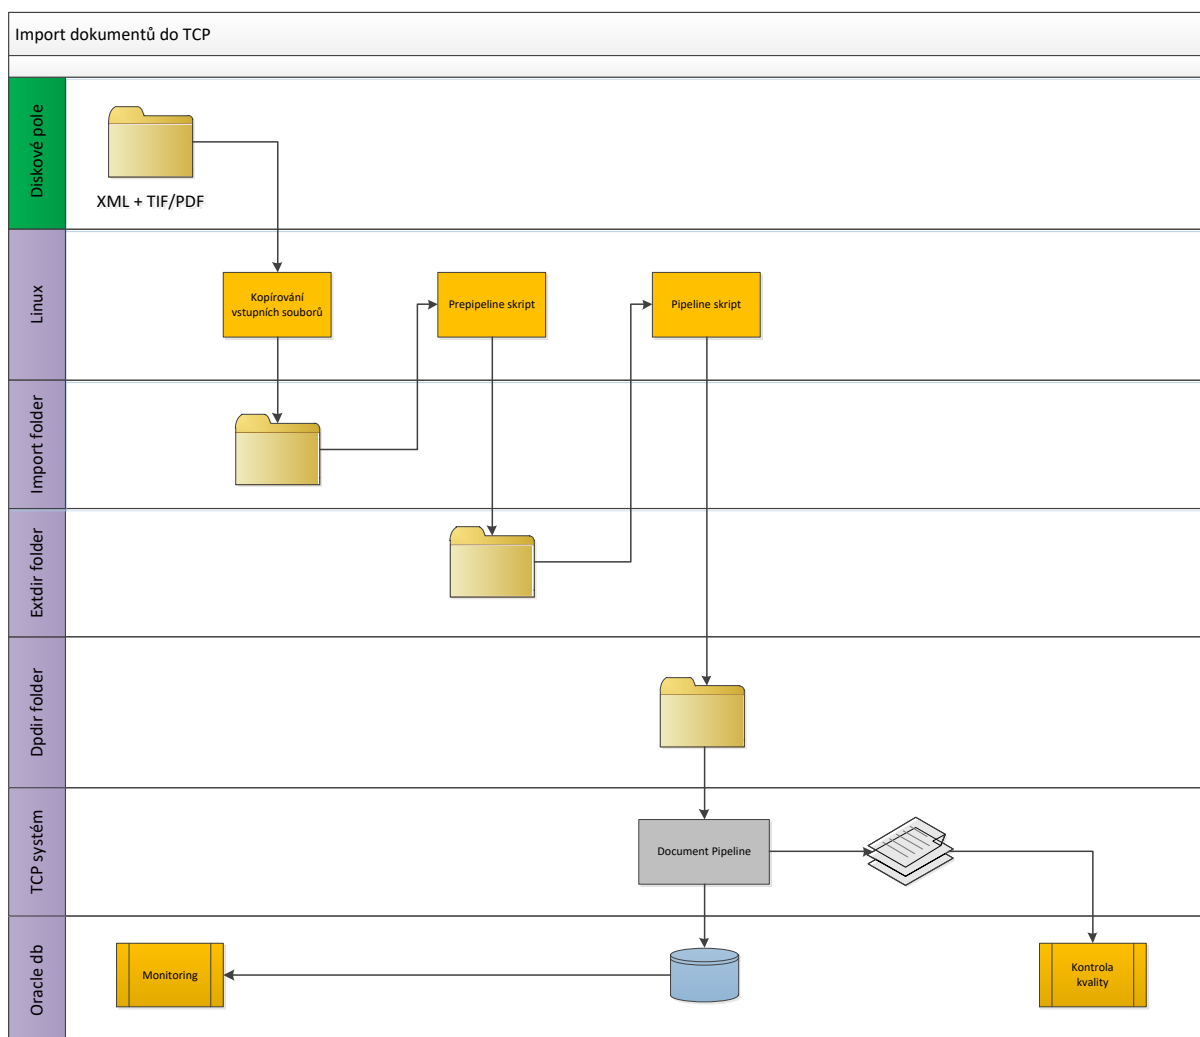 Import dokumentů do TCP
Diskové pole
XML + TIF/PDF
Linux
Kopírování
vstupních souborů
Prepipeline skript
Pipeline skript
Import folder
Extdir folder
Dpdir folder
TCP systém
Document Pipeline
Oracle db
Monitoring
Kontrola
kvality